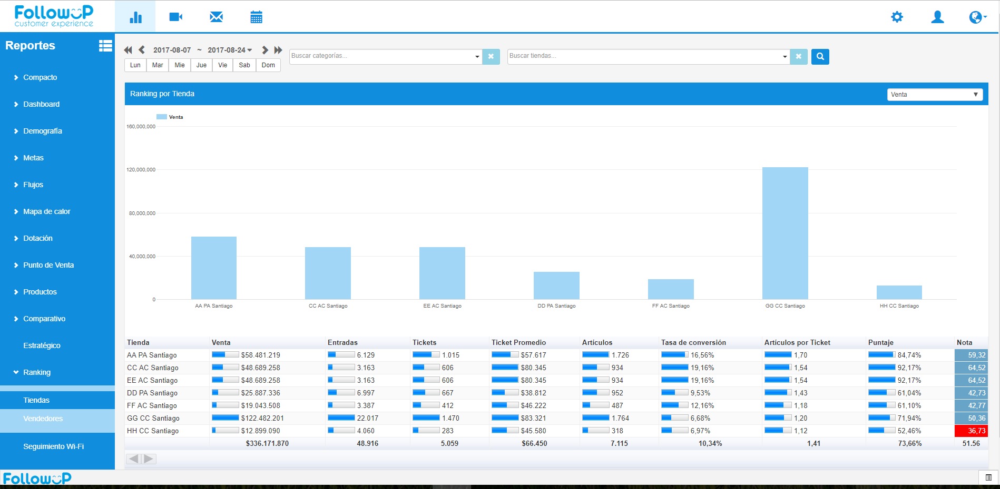 FollowUP
customer experience
Reportes
2017-08-07 ~ 2017-08-24
Lun Mar Mie Jue Vie Sab Dom
Buscar categorías...
Buscar tiendas...
Compacto
Dashboard
Demografía
Metas
Flujos
Mapa de calor
Dotación
Punto de Venta
Productos
Comparativo
Estratégico
Ranking
Tiendas
Vendedores
Seguimiento Wi-Fi
Ranking por Tienda
Venta
Venta
160,000,000
120,000,000
80,000,000
40,000,000
0
AA PA Santiago CC AC Santiago EE AC Santiago DD PA Santiago FF AC Santiago GG CC Santiago HH CC Santiago
Tienda Venta Entradas Tickets Ticket Promedio Artículos Tasa de conversión Artículos por Ticket Puntaje Nota
AA PA Santiago $58.481.219 6.129 1.015 $57.617 1.726 16,56% 1,70 84,74% 59,32
CC AC Santiago $48.689.258 3.163 606 $80.345 934 19,16% 1,54 92,17% 64,52
EE AC Santiago $48.689.258 3.163 606 $80.345 934 19,16% 1,54 92,17% 64,52
DD PA Santiago $25.887.336 6.997 667 $38.812 952 9,53% 1,43 61,04% 42,73
FF AC Santiago $19.043.508 3.387 412 $46.222 487 12,16% 1,18 61,10% 42,77
GG CC Santiago $122.482.201 22.017 1.470 $83.321 1.764 6,68% 1,20 71,94% 50,36
HH CC Santiago $12.899.090 4.060 283 $45.580 318 6,97% 1,12 52,46% 36,73
$336.171.870 48.916 5.059 $66.450 7.115 10,34% 1,41 73,66% 51.56
FollowUP